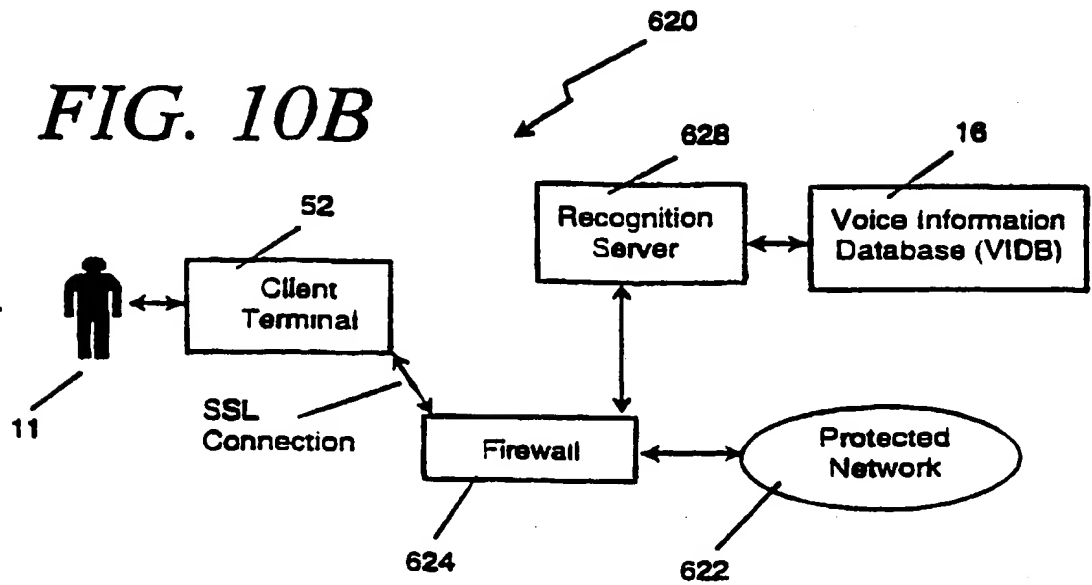 620
FIG. 10B
628
16
52
Recognition
Server
Voice Information
Database (VIDB)
Client
Terminal
11
SSL
Connection
Firewall
Protected
Network
624
622